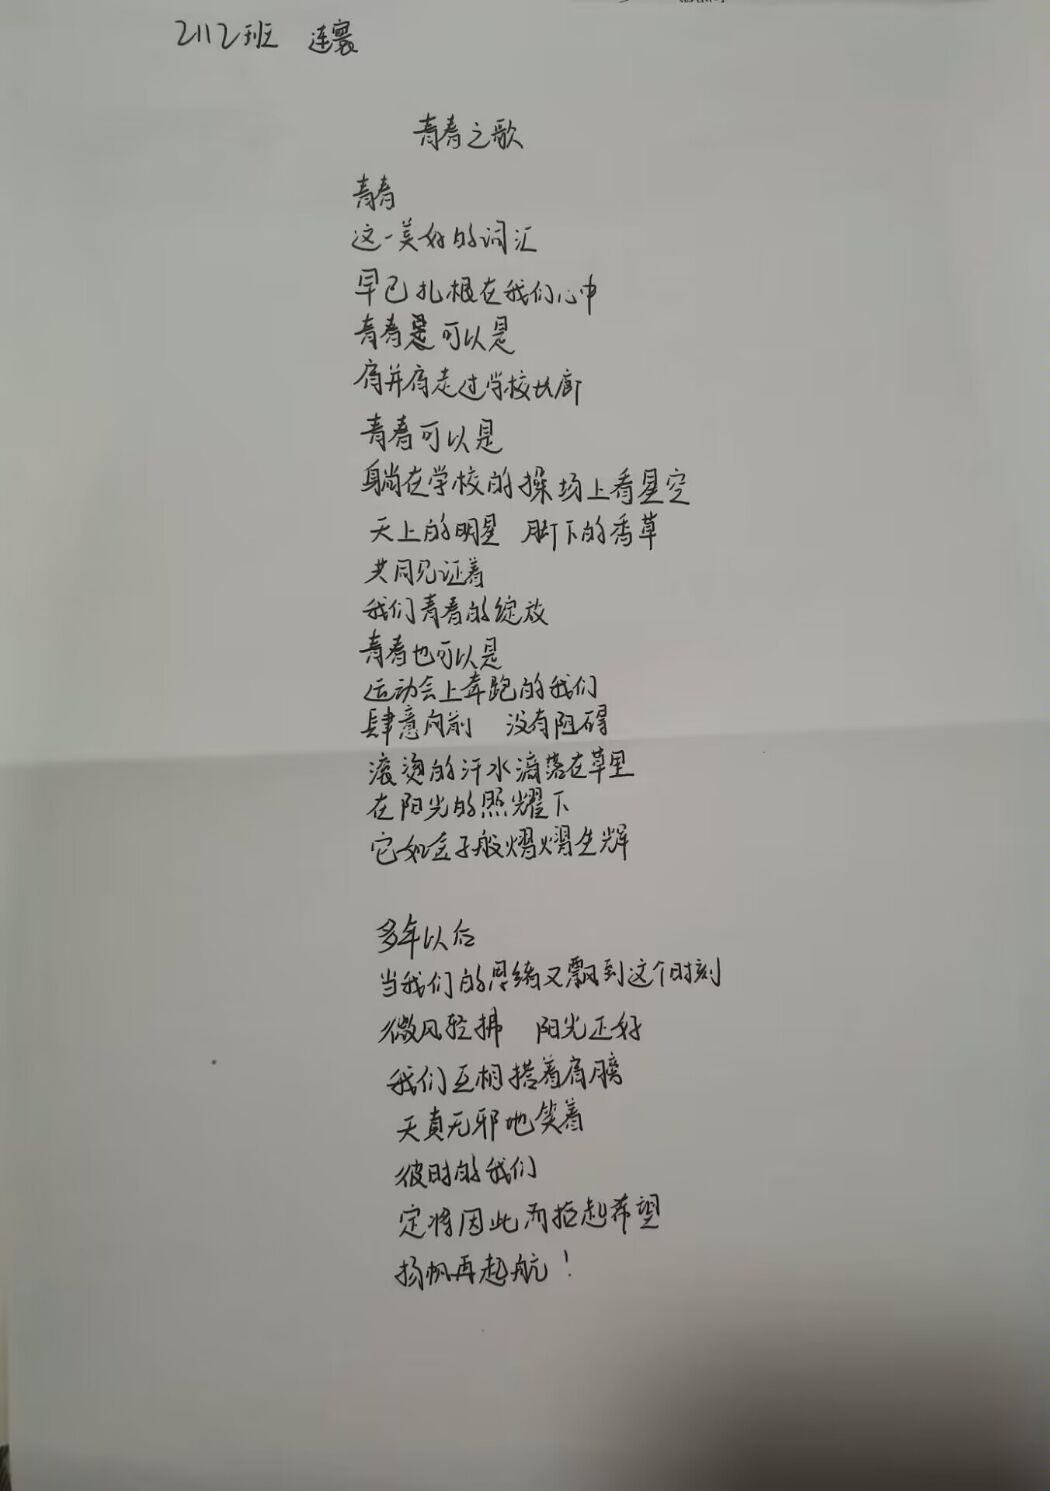 2112班 连寰
青春之歌
青春
这一美好的词汇
早已扎根在我们心中
青春是可以是
肩并肩走过学校长廊
青春可以是
躺在学校的操场上看星空
天上的明星 脚下的香草
共同见证着
我们青春的绽放
青春也可以是
运动会上奔跑的我们
肆意向前 没有阻碍
滚烫的汗水滴落在草里
在阳光的照耀下
它如金子般熠熠生辉
多年以后
当我们的思绪又飘到这个时刻
微风轻拂 阳光正好
我们互相搭着肩膀
天真无邪地笑着
彼时的我们
定将因此而拾起希望
扬帆再起航！